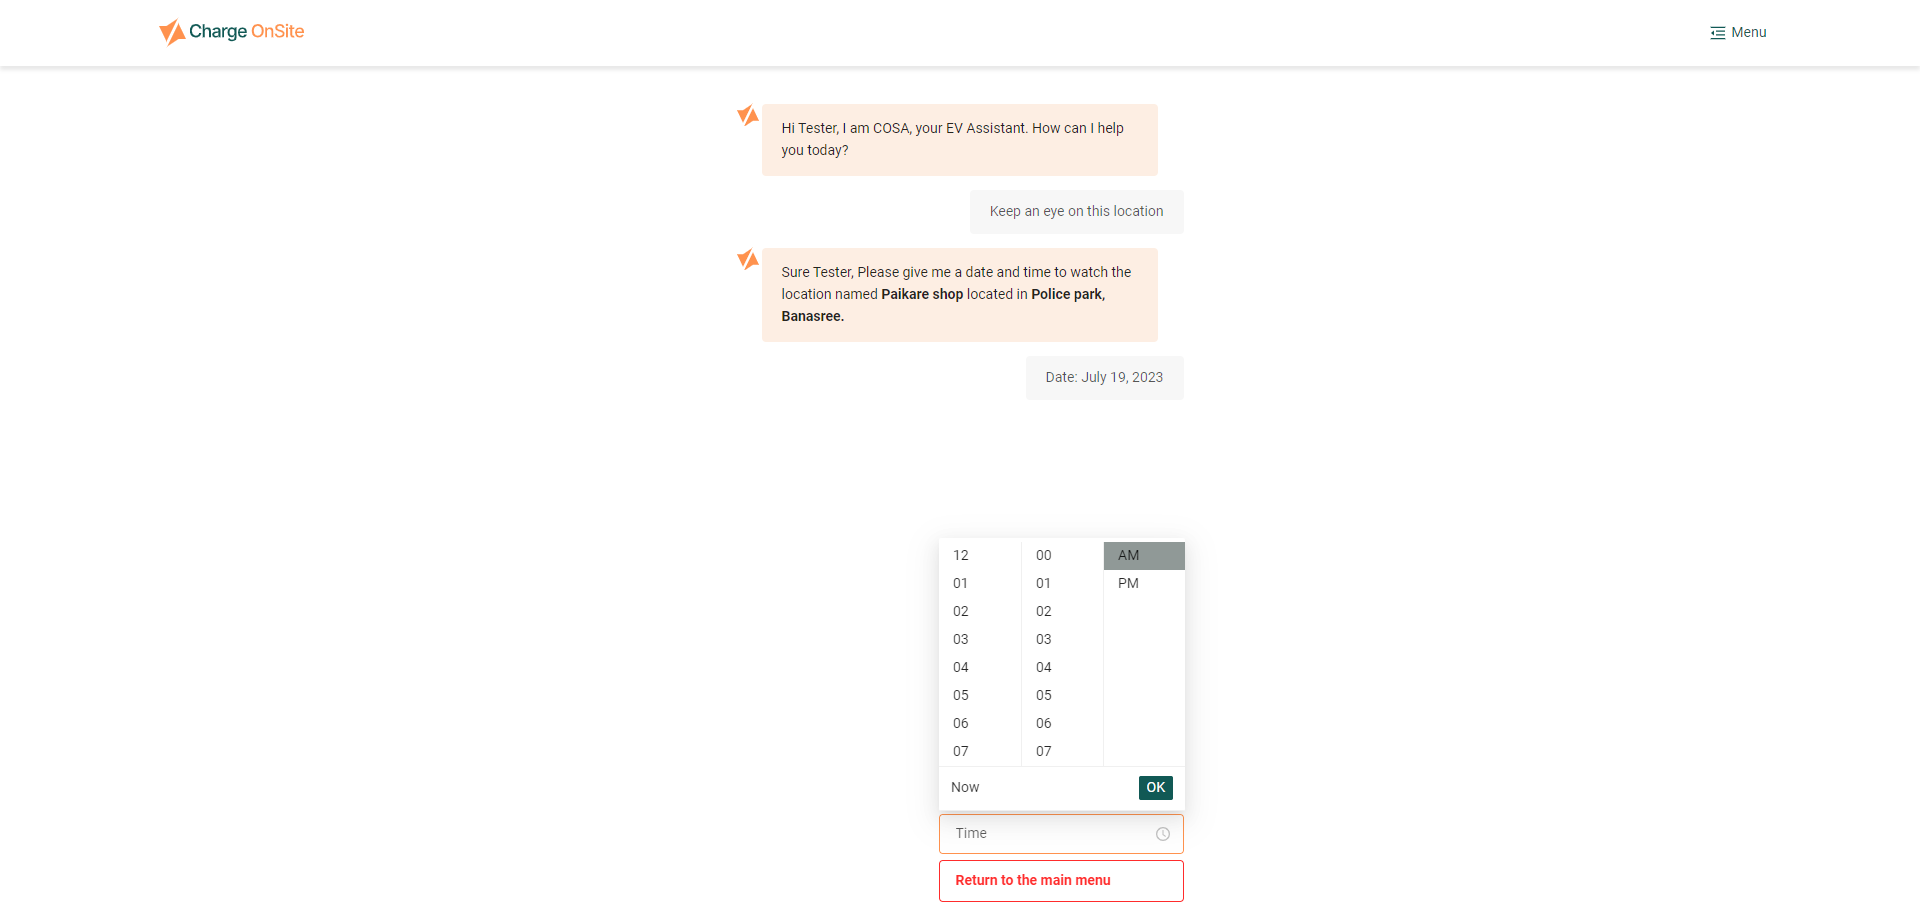 Charge OnSite
Menu
Hi Tester, I am COSA, your EV Assistant. How can I help
you today?
Keep an eye on this location
Sure Tester, Please give me a date and time to watch the
location named Paikare shop located in Police park,
Banasree.
Date: July 19, 2023
12 00 AM
01 01 PM
02 02
03 03
04 04
05 05
06 06
07 07
Now OK
Time
Return to the main menu